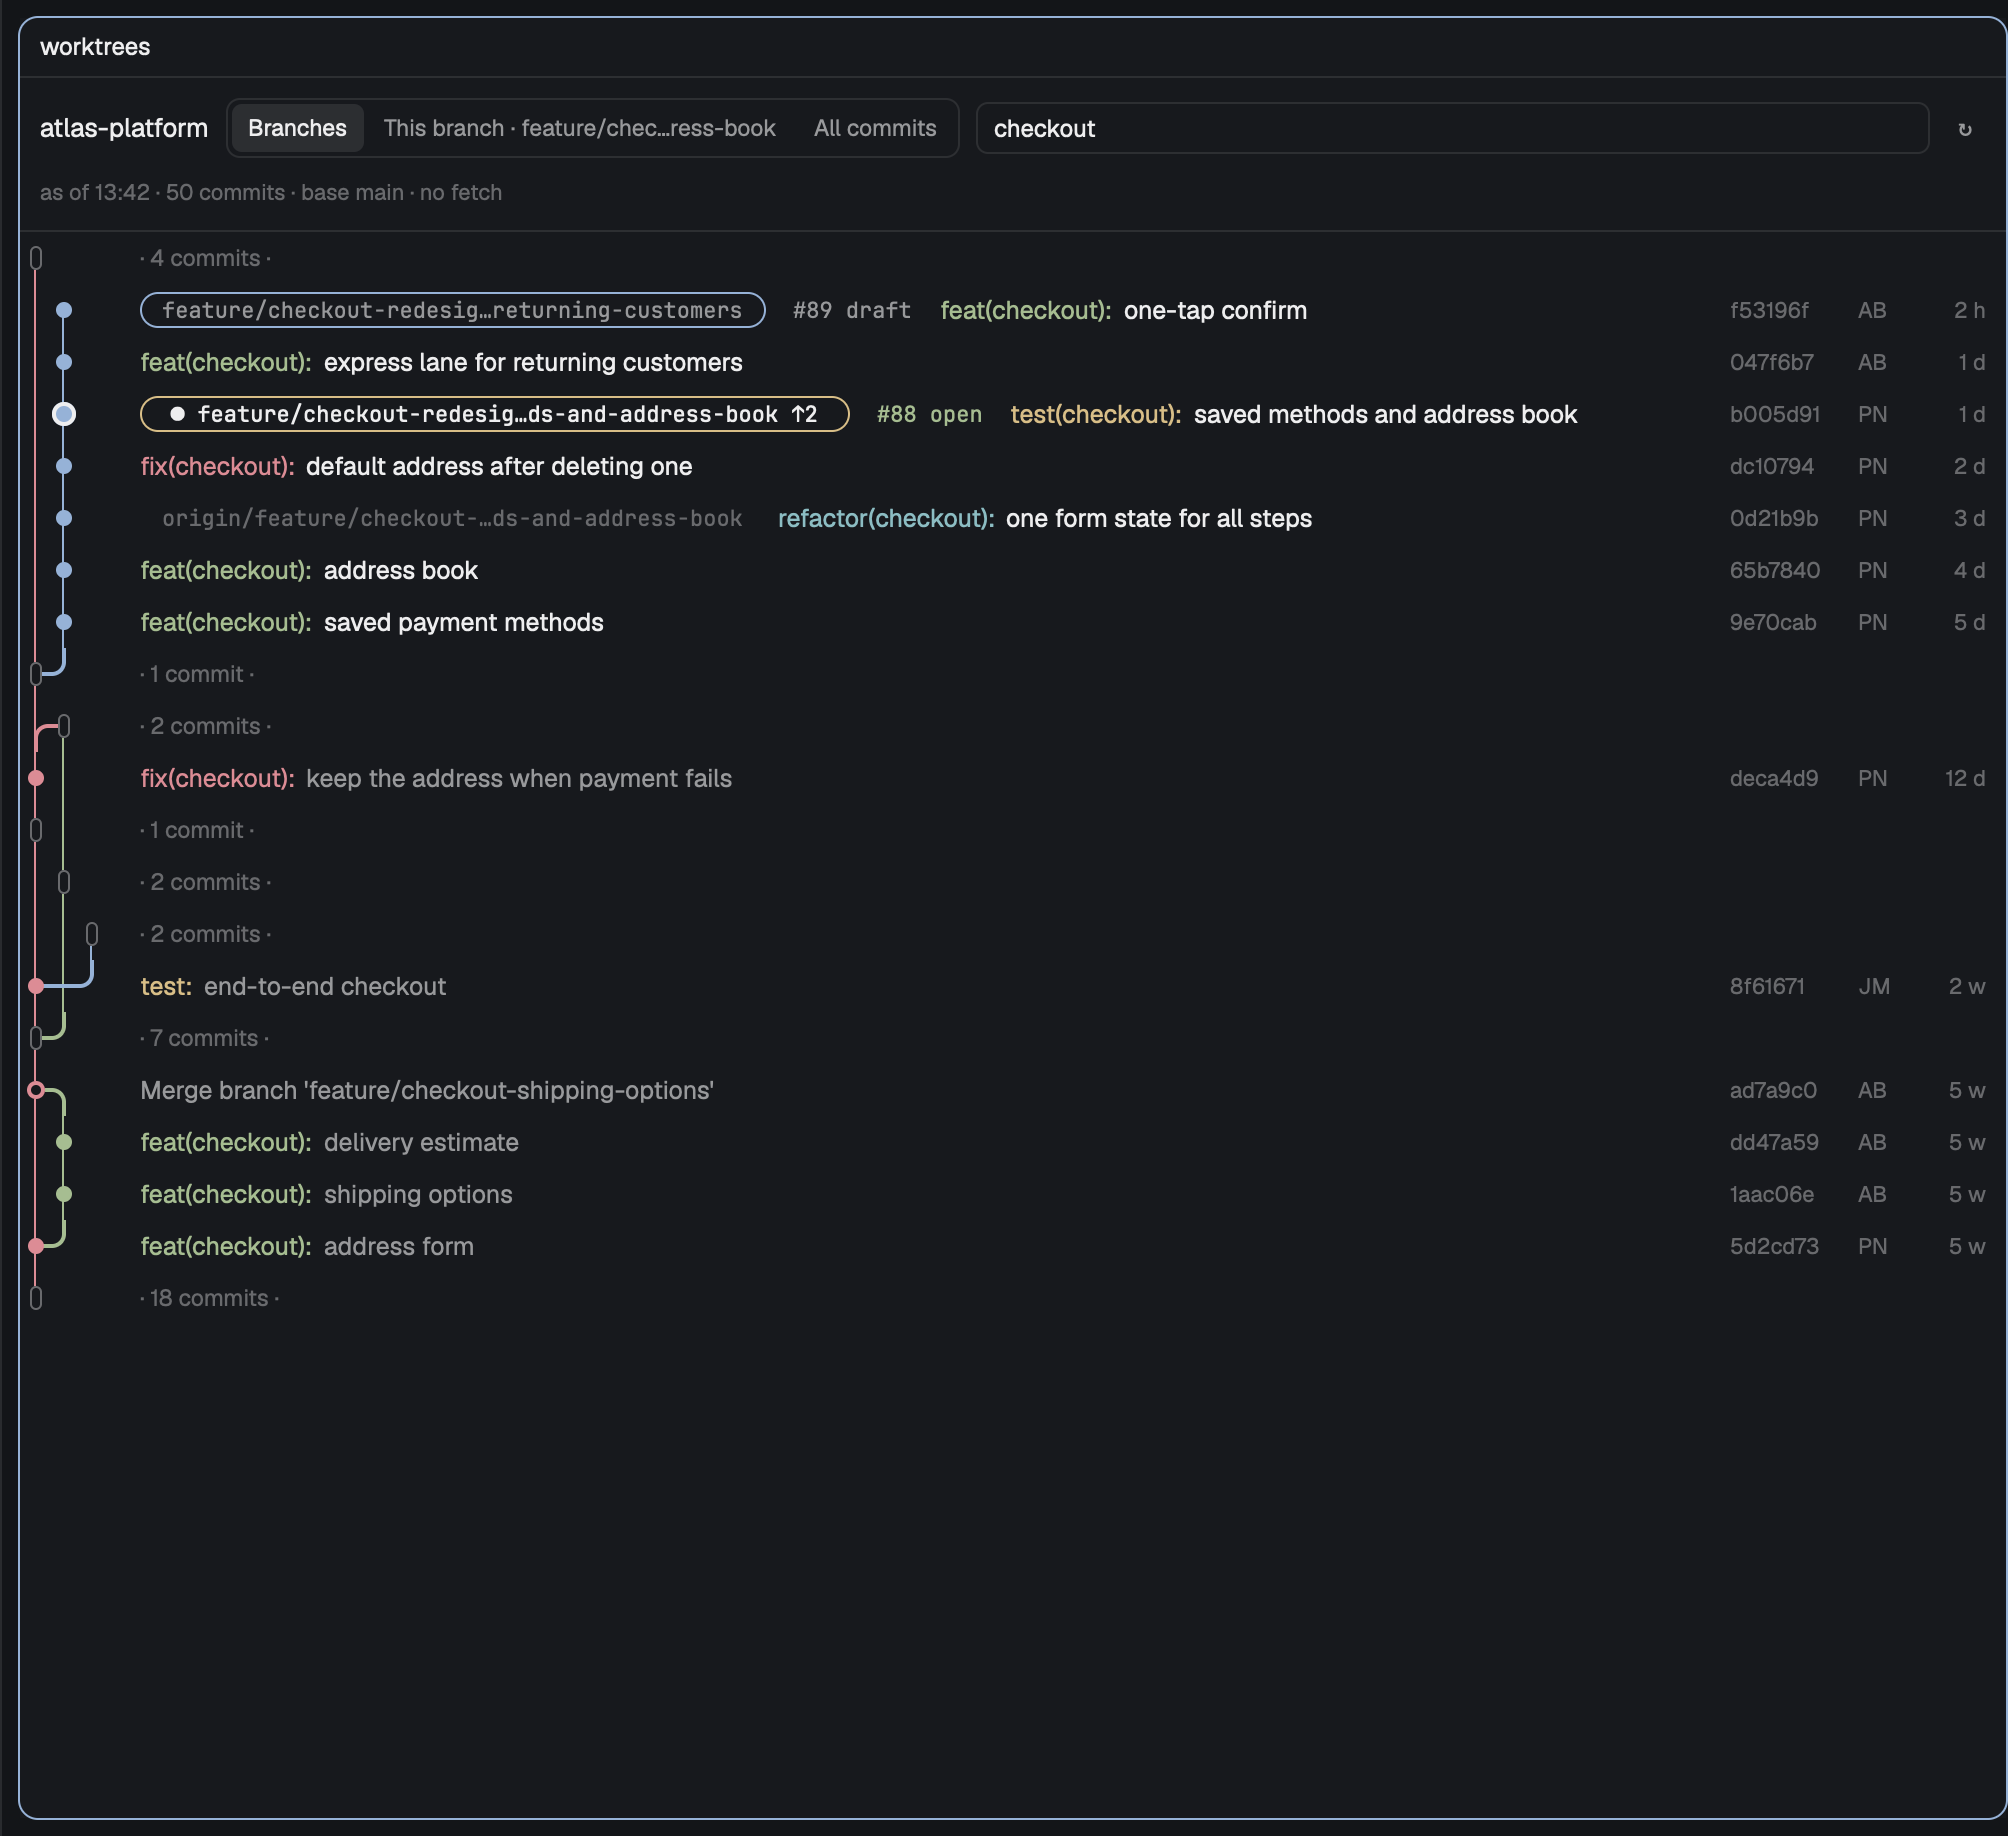 worktrees
atlas-platform Branches This branch · feature/chec…ress-book All commits checkout ↻
as of 13:42 · 50 commits · base main · no fetch
· 4 commits ·
feature/checkout-redesig…returning-customers #89 draft feat(checkout): one-tap confirm f53196f AB 2 h
feat(checkout): express lane for returning customers 047f6b7 AB 1 d
● feature/checkout-redesig…ds-and-address-book ↑2 #88 open test(checkout): saved methods and address book b005d91 PN 1 d
fix(checkout): default address after deleting one dc10794 PN 2 d
origin/feature/checkout-…ds-and-address-book refactor(checkout): one form state for all steps 0d21b9b PN 3 d
feat(checkout): address book 65b7840 PN 4 d
feat(checkout): saved payment methods 9e70cab PN 5 d
· 1 commit ·
· 2 commits ·
fix(checkout): keep the address when payment fails deca4d9 PN 12 d
· 1 commit ·
· 2 commits ·
· 2 commits ·
test: end-to-end checkout 8f61671 JM 2 w
· 7 commits ·
Merge branch 'feature/checkout-shipping-options' ad7a9c0 AB 5 w
feat(checkout): delivery estimate dd47a59 AB 5 w
feat(checkout): shipping options 1aac06e AB 5 w
feat(checkout): address form 5d2cd73 PN 5 w
· 18 commits ·